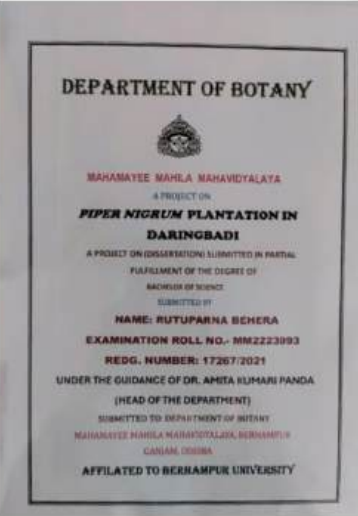 DEPARTMENT OF BOTANY
MAHAMAYEE MAHILA MAHAVIDYALAYA
A PROJECT ON
PIPER NIGRUM PLANTATION IN
DARINGBADI
A PROJECT ON (DISSERTATION) SUBMITTED IN PARTIAL
FULFILLMENT OF THE DEGREE OF
BACHELOR OF SCIENCE
SUBMITTED BY
NAME: RUTUPARNA BEHERA
EXAMINATION ROLL NO.- MM2223093
REDG. NUMBER: 17267/2021
UNDER THE GUIDANCE OF DR. AMITA KUMARI PANDA
(HEAD OF THE DEPARTMENT)
SUBMITTED TO: DEPARTMENT OF BOTANY
MAHAMAYEE MAHILA MAHAVIDYALAYA, BERHAMPUR
GANJAM, ODISHA
AFFILATED TO BERHAMPUR UNIVERSITY